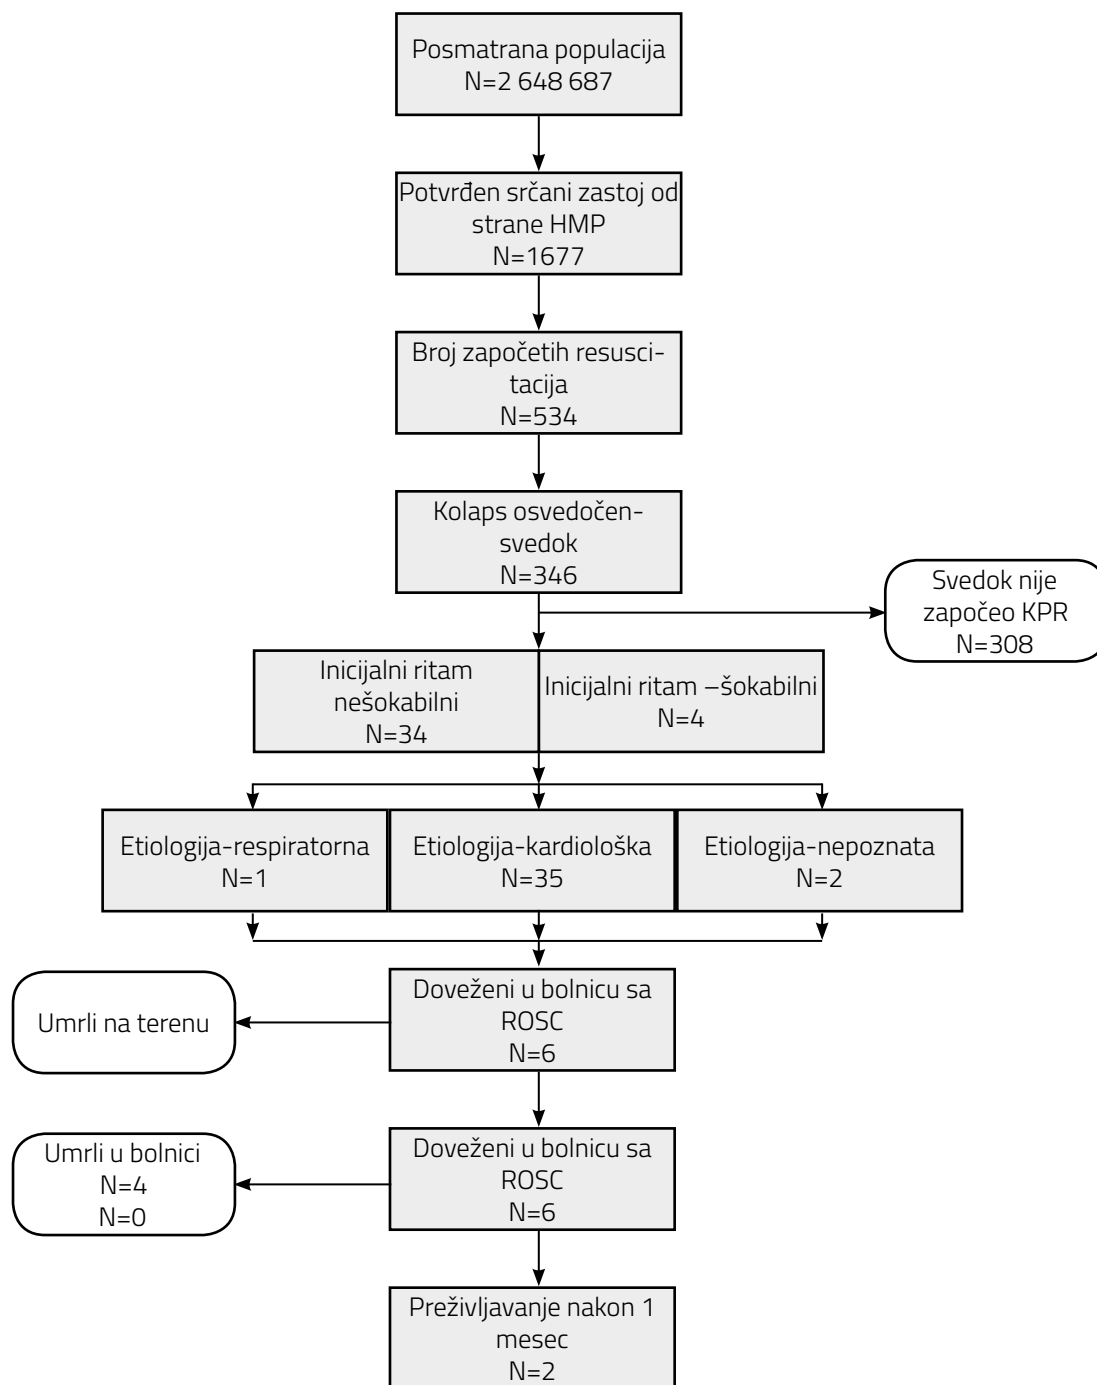 Posmatrana populacija
N=2 648 687
Potvrđen srčani zastoj od
strane HMP
N=1677
Broj započetih resusci-
tacija
N=534
Kolaps osvedočen-
svedok
N=346
Svedok nije
započeo KPR
N=308
Inicijalni ritam
nešokabilni
N=34
Inicijalni ritam –šokabilni
N=4
Etiologija-respiratorna
N=1
Etiologija-kardiološka
N=35
Etiologija-nepoznata
N=2
Doveženi u bolnicu sa
ROSC
N=6
Umrli na terenu
Doveženi u bolnicu sa
ROSC
N=6
Umrli u bolnici
N=4
N=0
Preživljavanje nakon 1
mesec
N=2